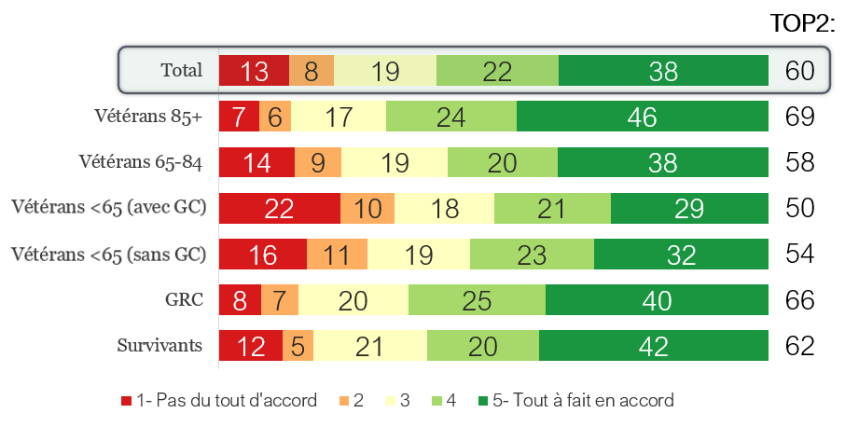 TOP2:
Total 13 8 19 22 38 60
Vétérans 85+ 7 6 17 24 46 69
Vétérans 65-84 14 9 19 20 38 58
Vétérans <65 (avec GC) 22 10 18 21 29 50
Vétérans <65 (sans GC) 16 11 19 23 32 54
GRC 8 7 20 25 40 66
Survivants 12 5 21 20 42 62
1- Pas du tout d'accord 2 3 4 5- Tout à fait en accord